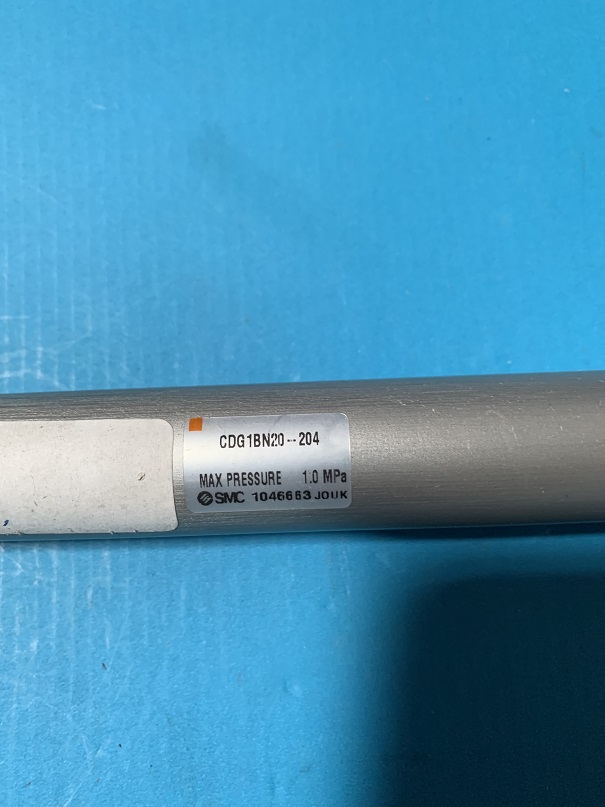 CDG1BN20--204
MAX PRESSURE 1.0 MPa
SMC 1046663 JOUK